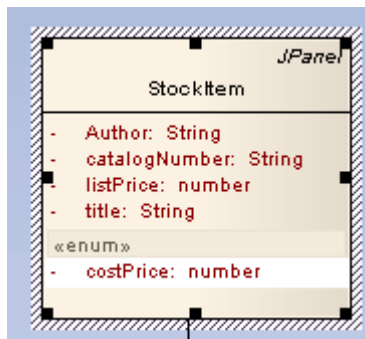 JPanel
StockItem
- Author: String
- catalogNumber: String
- listPrice: number
- title: String
«enum»
- costPrice: number